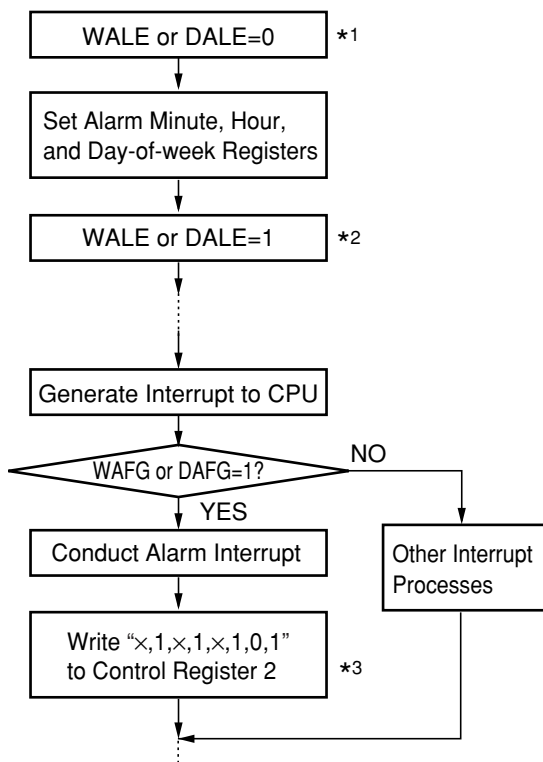 WALE or DALE=0 *1
Set Alarm Minute, Hour,
and Day-of-week Registers
WALE or DALE=1 *2
Generate Interrupt to CPU
WAFG or DAFG=1?
NO
YES
Conduct Alarm Interrupt
Other Interrupt
Processes
Write “×,1,×,1,×,1,0,1”
to Control Register 2 *3